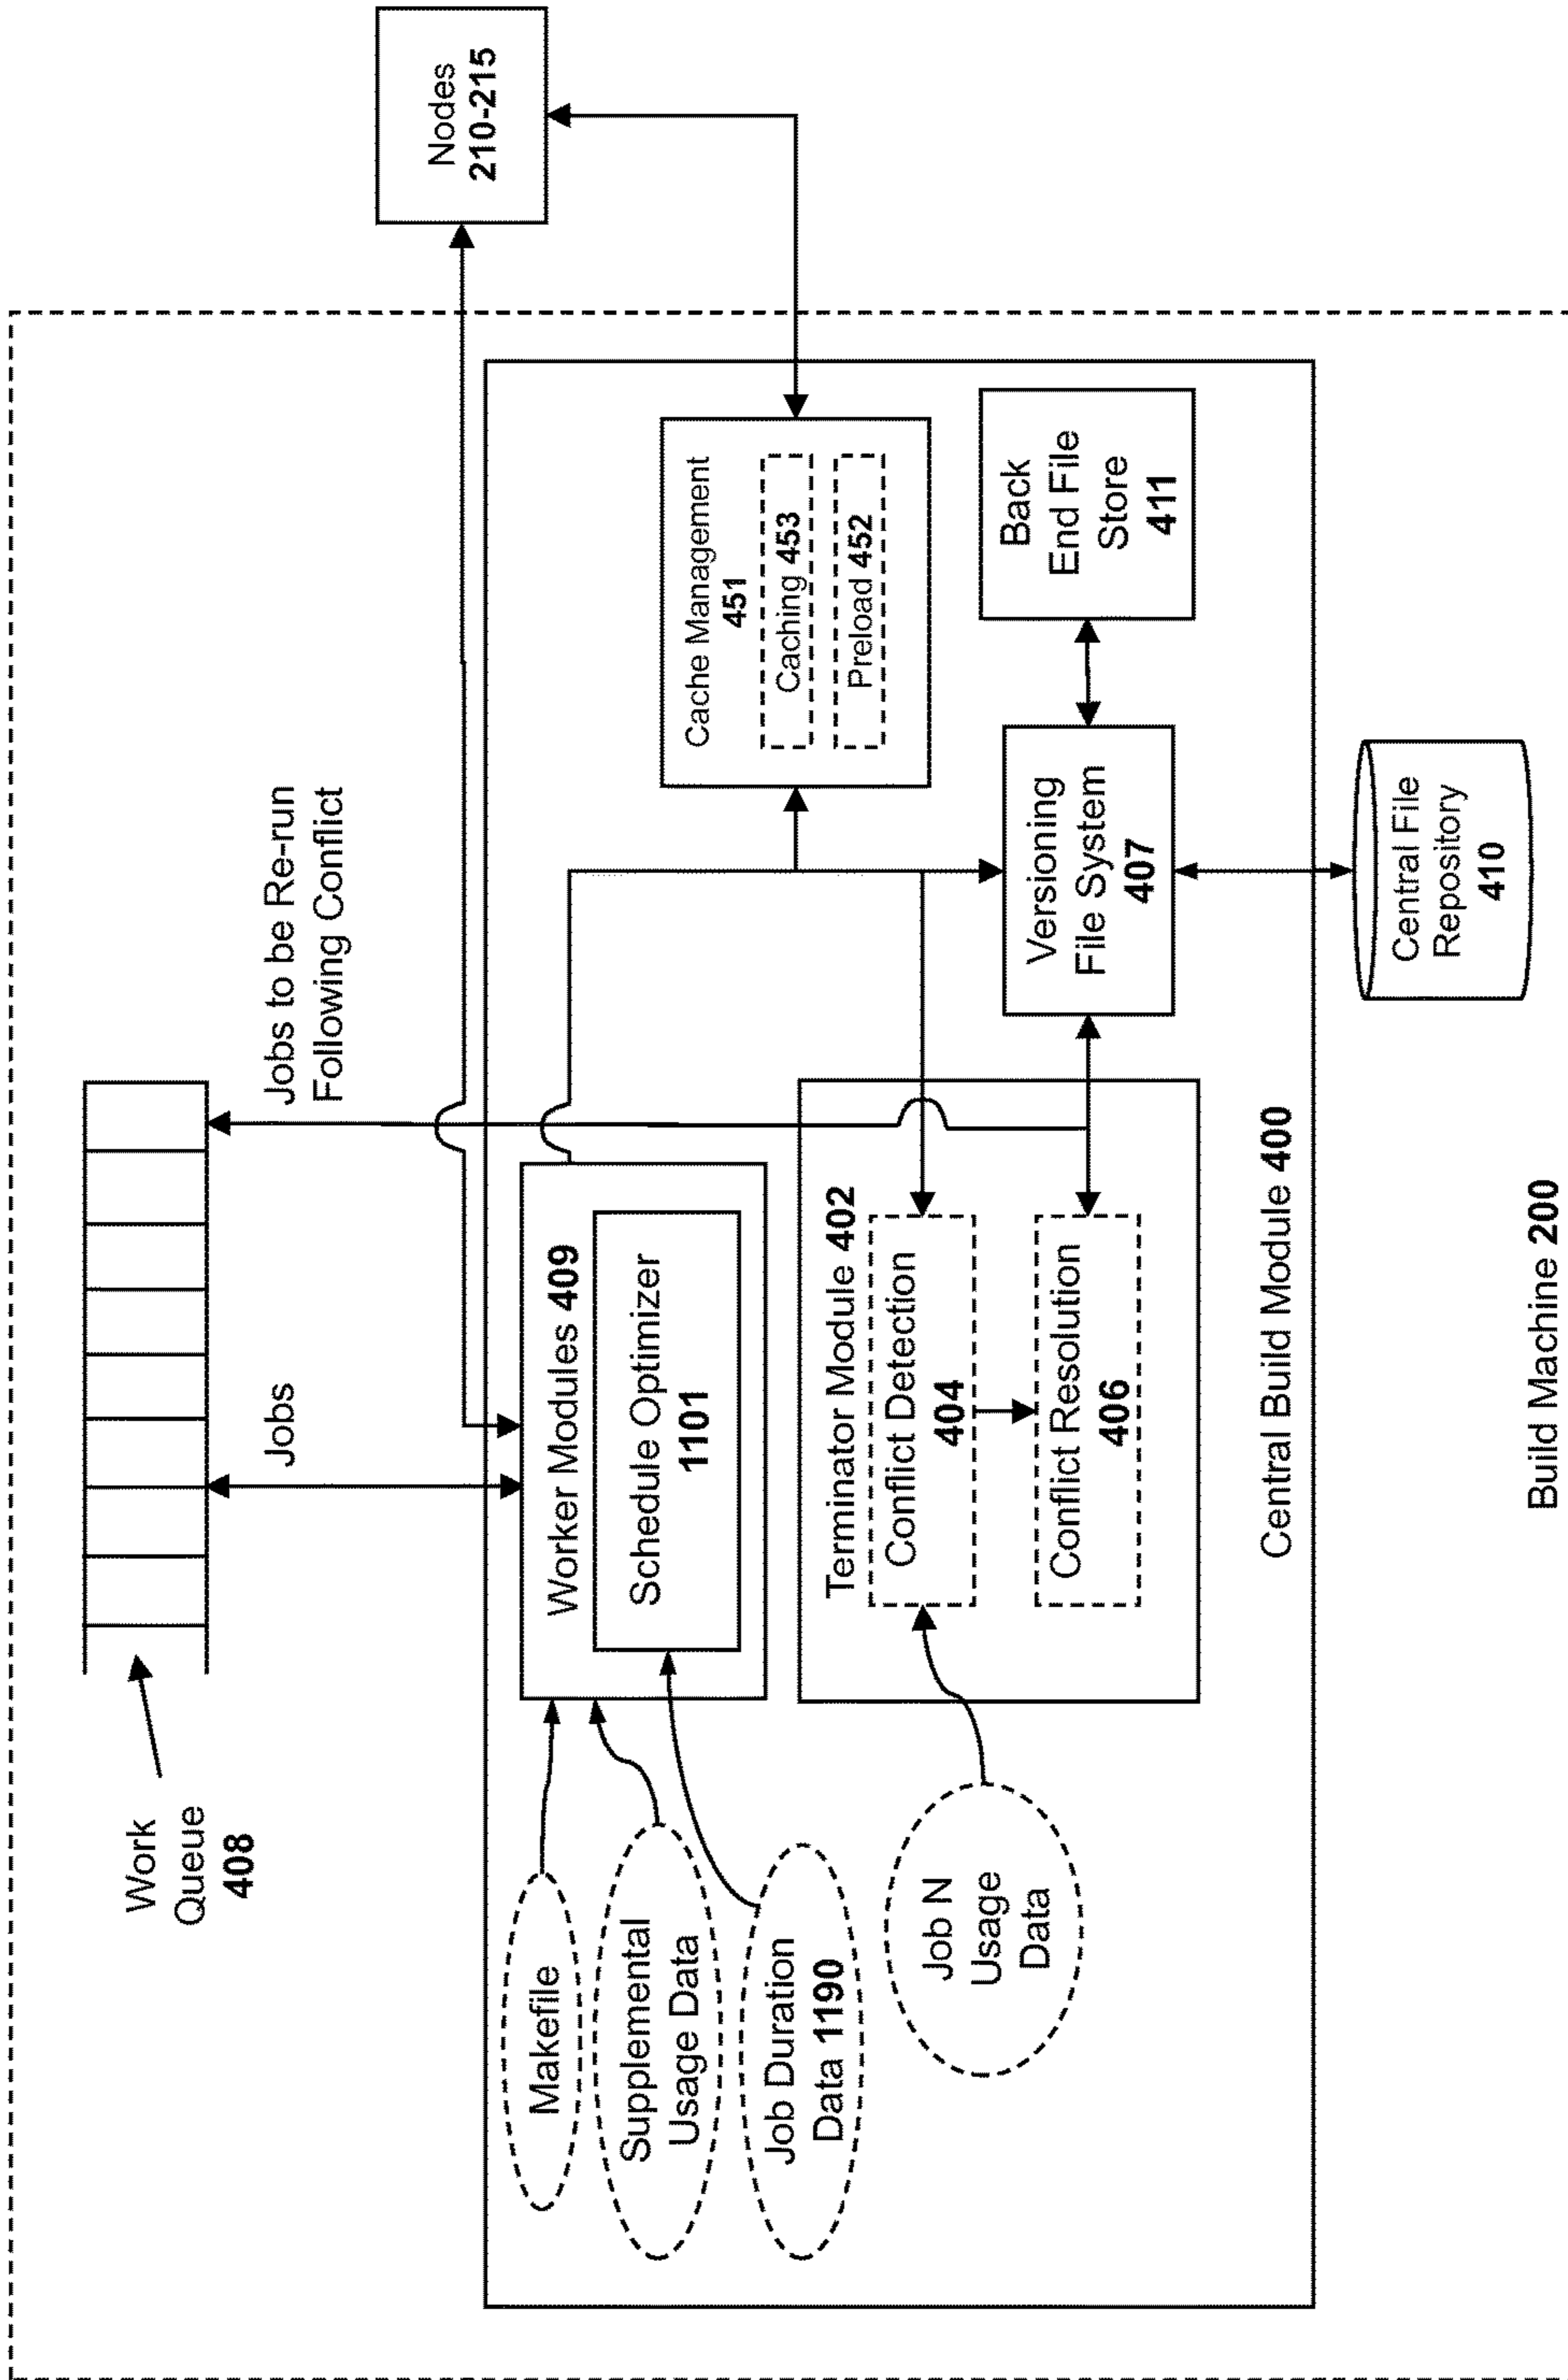 Work
Queue
408
Jobs
Jobs to be Re-run
Following Conflict
Nodes
210-215
Makefile
Supplemental
Usage Data
Job Duration
Data 1190
Job N
Usage
Data
Worker Modules 409
Schedule Optimizer
1101
Terminator Module 402
Conflict Detection
404
Conflict Resolution
406
Cache Management
451
Caching 453
Preload 452
Versioning
File System
407
Back
End File
Store
411
Central Build Module 400
Central File
Repository
410
Build Machine 200